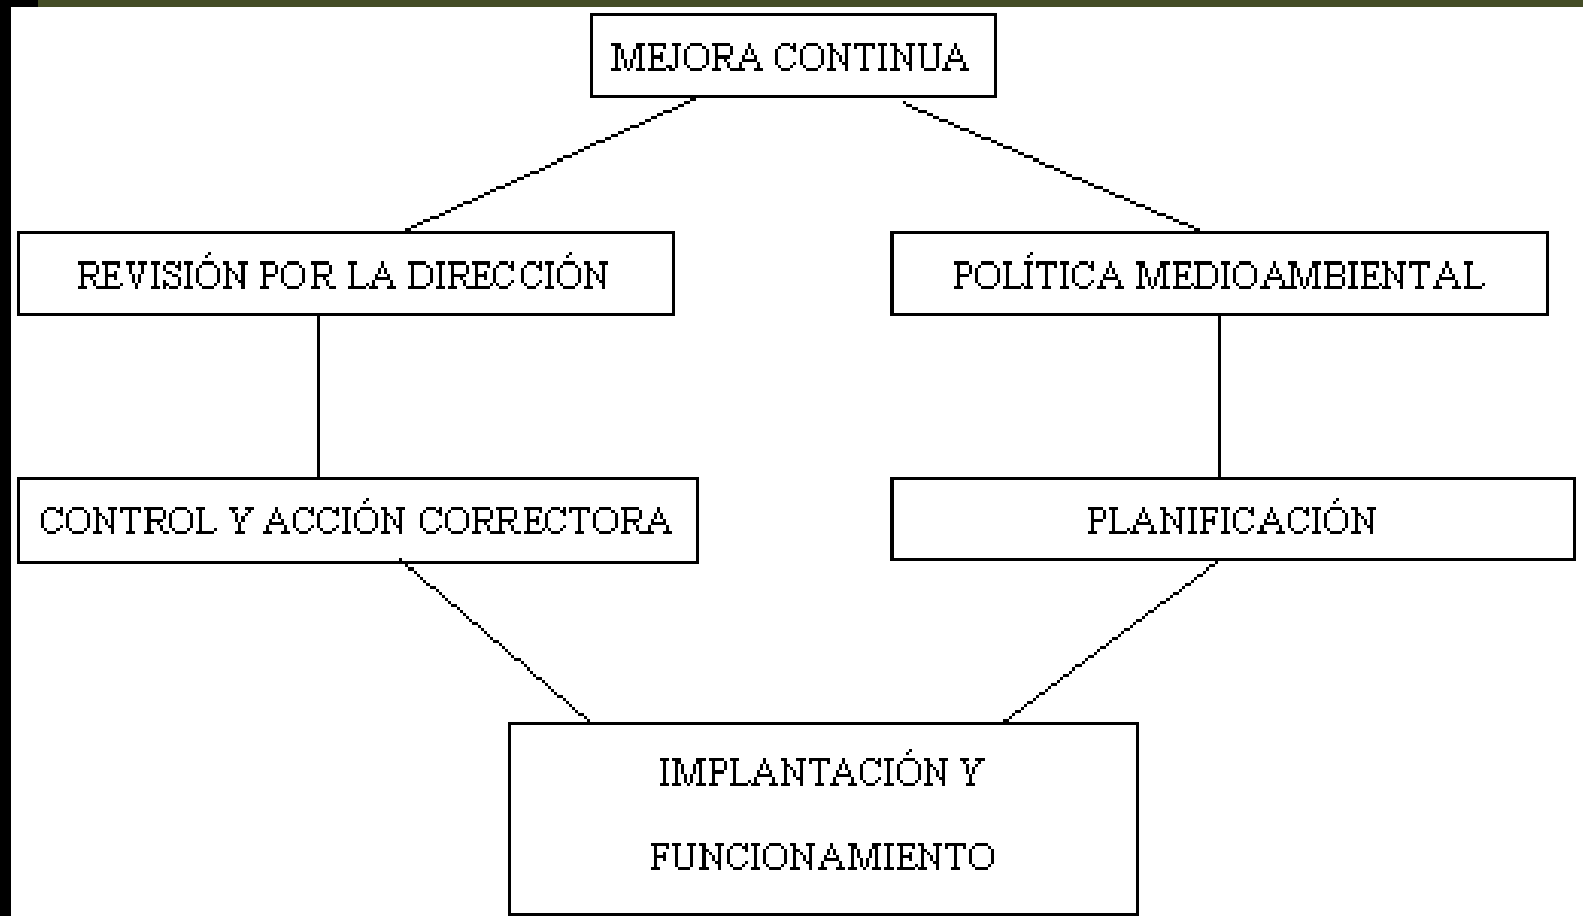 MEJORA CONTINUA
REVISIÓN POR LA DIRECCIÓN
POLÍTICA MEDIOAMBIENTAL
CONTROL Y ACCIÓN CORRECTORA
PLANIFICACIÓN
IMPLANTACIÓN Y
FUNCIONAMIENTO